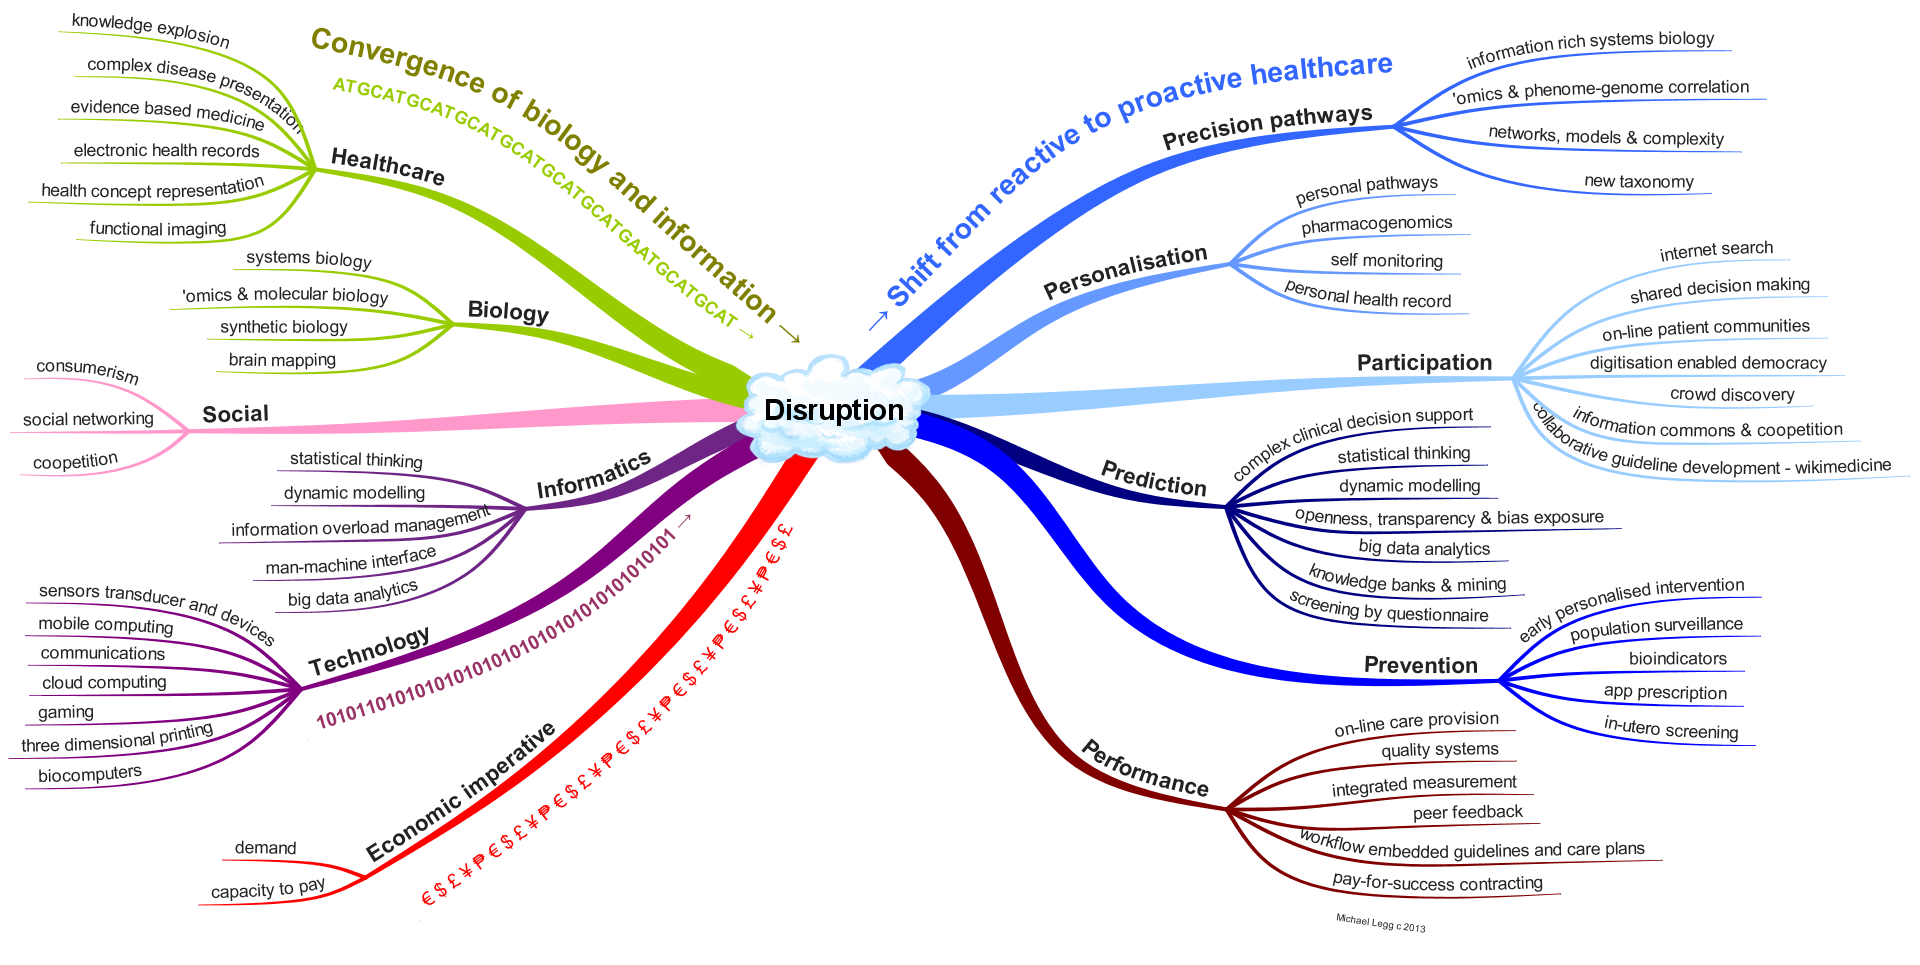 Disruption
Convergence of biology and information →
Healthcare
knowledge explosion
complex disease presentation
evidence based medicine
electronic health records
health concept representation
functional imaging
Biology
systems biology
'omics & molecular biology
synthetic biology
brain mapping
Social
consumerism
social networking
coopetition
Informatics
statistical thinking
dynamic modelling
information overload management
man-machine interface
big data analytics
Technology
sensors transducer and devices
mobile computing
communications
cloud computing
gaming
three dimensional printing
biocomputers
Economic imperative
demand
capacity to pay
→ Shift from reactive to proactive healthcare
Precision pathways
information rich systems biology
'omics & phenome-genome correlation
networks, models & complexity
new taxonomy
Personalisation
personal pathways
pharmacogenomics
self monitoring
personal health record
Participation
internet search
shared decision making
on-line patient communities
digitisation enabled democracy
crowd discovery
information commons & coopetition
collaborative guideline development - wikimedicine
Prediction
complex clinical decision support
statistical thinking
dynamic modelling
openness, transparency & bias exposure
big data analytics
knowledge banks & mining
screening by questionnaire
Prevention
early personalised intervention
population surveillance
bioindicators
app prescription
in-utero screening
Performance
on-line care provision
quality systems
integrated measurement
peer feedback
workflow embedded guidelines and care plans
pay-for-success contracting
Michael Legg c 2013